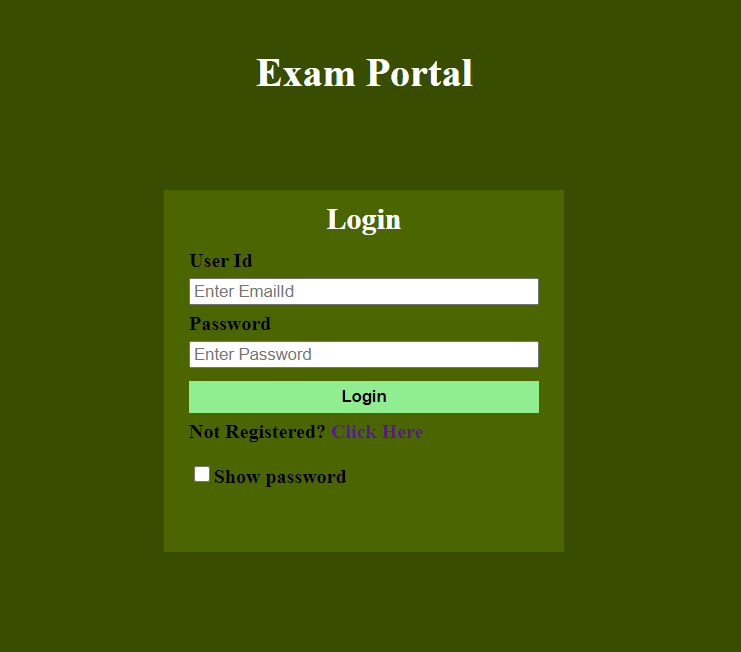 Exam Portal
Login
User Id
Enter EmailId
Password
Enter Password
Login
Not Registered? Click Here
Show password